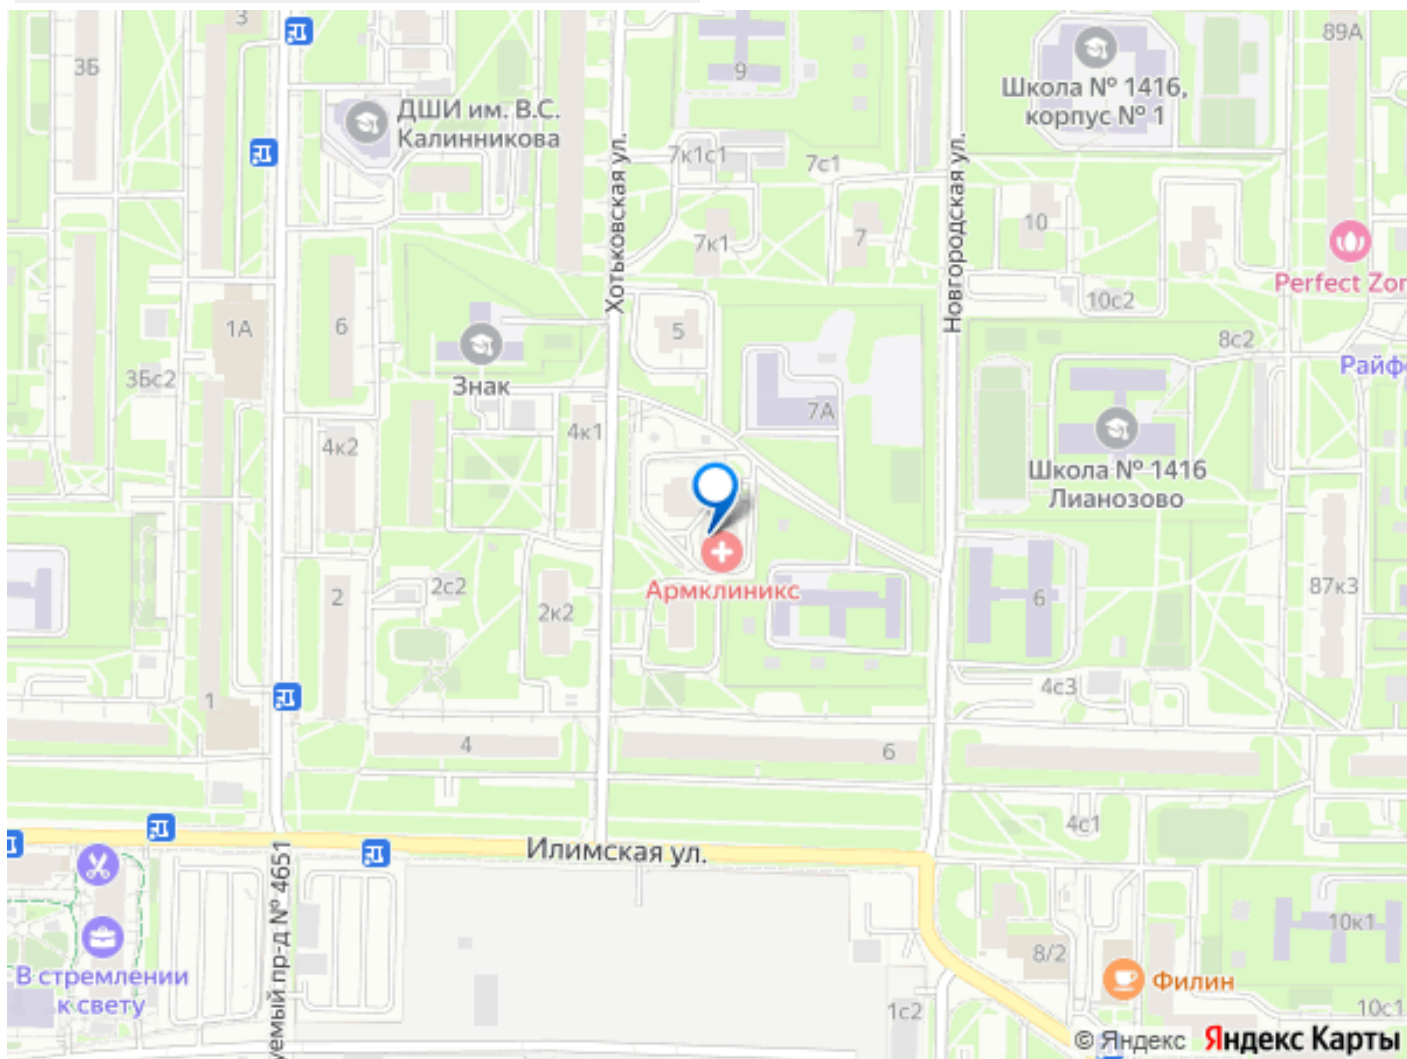 3
3Б
89А
9
Школа № 1416,
корпус № 1
ДШИ им. В.С.
Калинникова
7к1с1
7с1
Хотьковская ул.
Новгородская ул.
10
7к1
7
Perfect Zon
10с2
1А
6
5
8с2
Райфф
3Бс2
Знак
7А
4к1
4к2
Школа № 1416
Лианозово
Армклиникс
2
2с2
2к2
6
87к3
4с3
1
4
6
4с1
Илимская ул.
уемый пр-д № 4651
10к1
8/2
В стремлении
к свету
Филин
1с2
10с1
© Яндекс Яндекс Карты